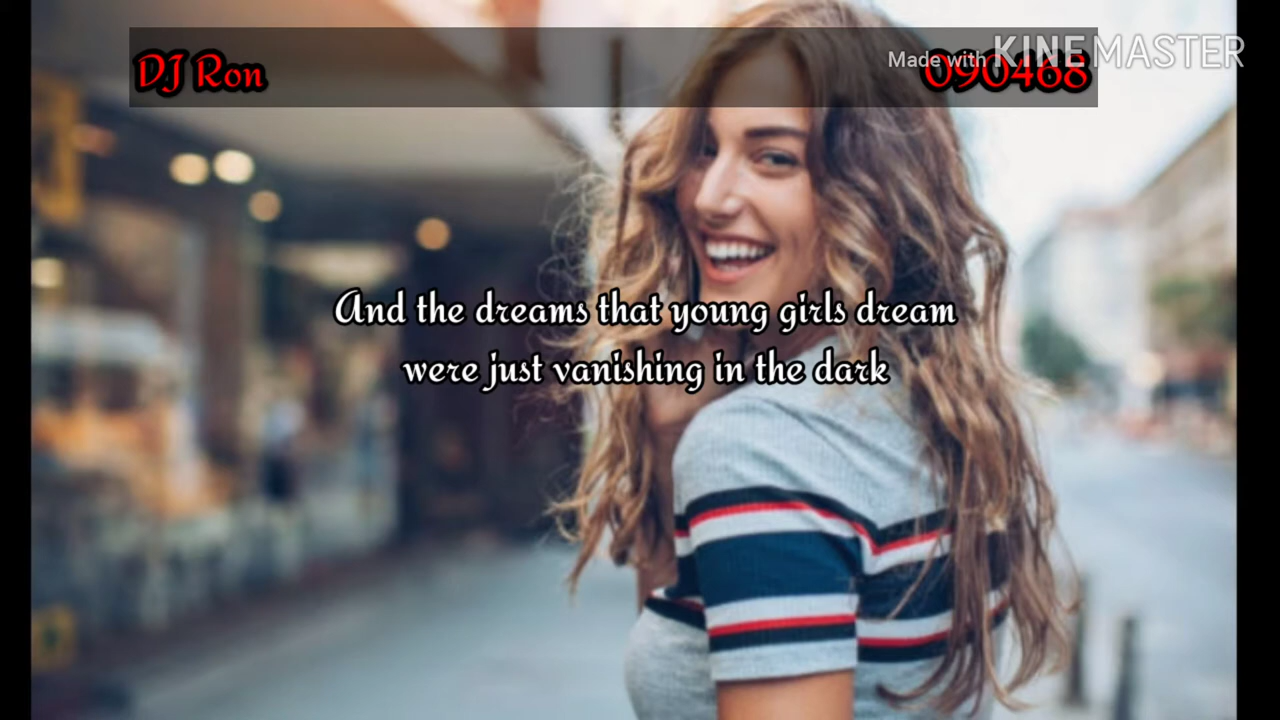 DJ Ron
Made with KINEMASTER
090468
And the dreams that young girls dream
were just vanishing in the dark